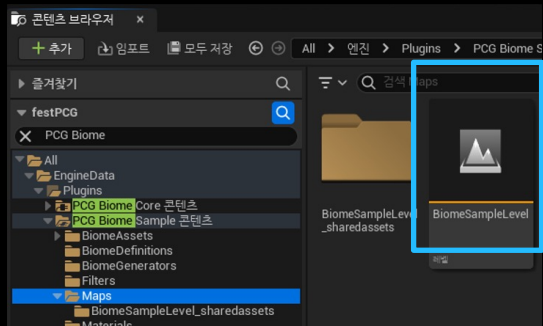 콘텐츠 브라우저
추가 임포트 모두 저장 All 엔진 Plugins PCG Biome S
즐겨찾기
festPCG
PCG Biome
All
EngineData
Plugins
PCG Biome Core 콘텐츠
PCG Biome Sample 콘텐츠
BiomeAssets
BiomeDefinitions
BiomeGenerators
Filters
Maps
BiomeSampleLevel_sharedassets
Materials
검색 Maps
BiomeSampleLevel
_sharedassets
BiomeSampleLevel
레벨